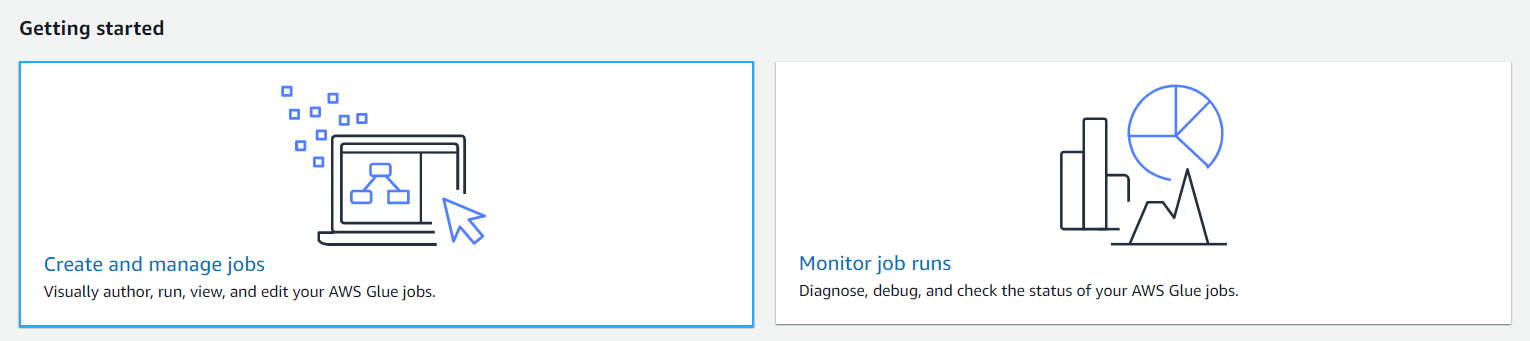 Getting started
Create and manage jobs
Visually author, run, view, and edit your AWS Glue jobs.
Monitor job runs
Diagnose, debug, and check the status of your AWS Glue jobs.